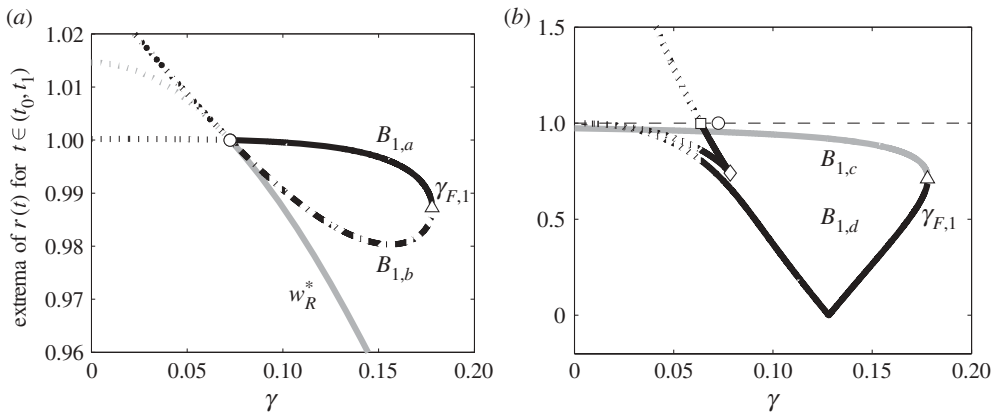 (a)
1.02
1.01
1.00
0.99
0.98
0.97
0.96
0
0.05
0.10
0.15
0.20
γ
extrema of r(t) for t∈(t₀, t₁)
B₁,ₐ
γF,1
B1,b
w*R
(b)
1.5
1.0
0.5
0
0
0.05
0.10
0.15
0.20
γ
B1,c
B1,d
γF,1